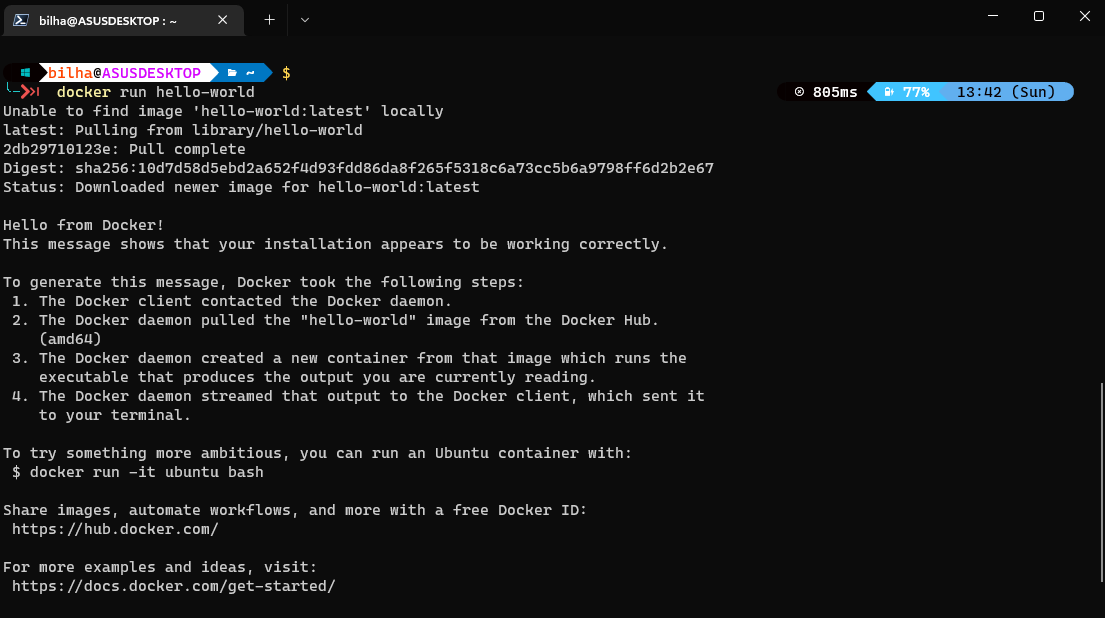 bilha@ASUSDESKTOP : ~
bilha@ASUSDESKTOP ~ $
docker run hello-world 805ms 77% 13:42 (Sun)
Unable to find image 'hello-world:latest' locally
latest: Pulling from library/hello-world
2db29710123e: Pull complete
Digest: sha256:10d7d58d5ebd2a652f4d93fdd86da8f265f5318c6a73cc5b6a9798ff6d2b2e67
Status: Downloaded newer image for hello-world:latest
Hello from Docker!
This message shows that your installation appears to be working correctly.
To generate this message, Docker took the following steps:
1. The Docker client contacted the Docker daemon.
2. The Docker daemon pulled the "hello-world" image from the Docker Hub.
(amd64)
3. The Docker daemon created a new container from that image which runs the
executable that produces the output you are currently reading.
4. The Docker daemon streamed that output to the Docker client, which sent it
to your terminal.
To try something more ambitious, you can run an Ubuntu container with:
$ docker run -it ubuntu bash
Share images, automate workflows, and more with a free Docker ID:
https://hub.docker.com/
For more examples and ideas, visit:
https://docs.docker.com/get-started/